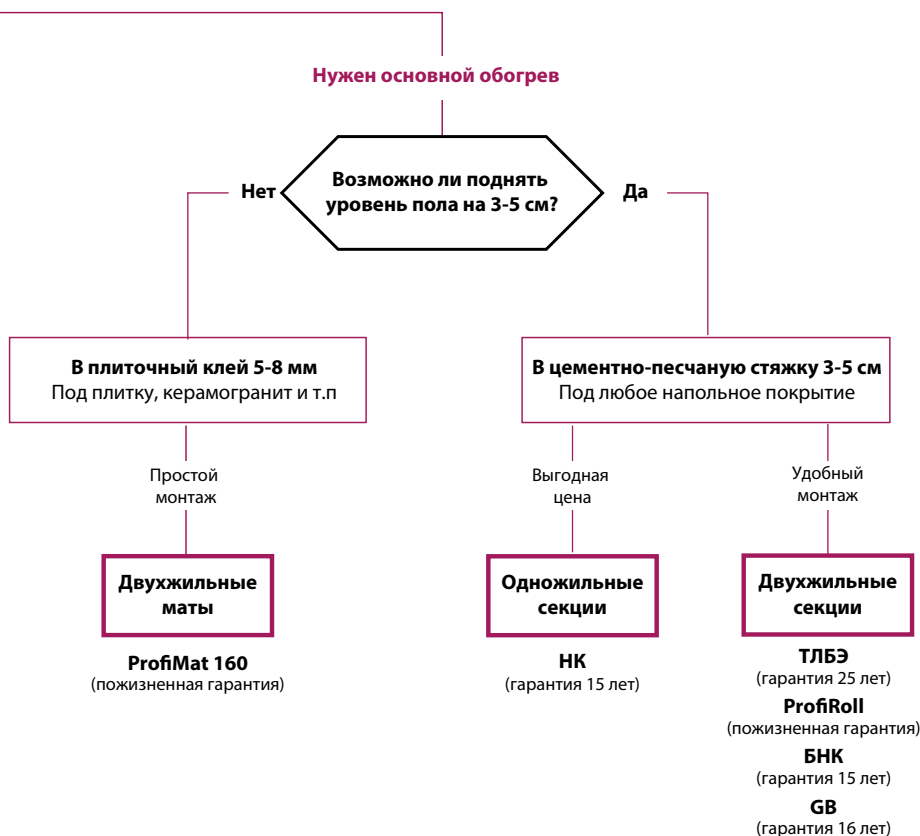 Нужен основной обогрев
Возможно ли поднять
уровень пола на 3-5 см?
Нет
Да
В плиточный клей 5-8 мм
Под плитку, керамогранит и т.п
Простой
монтаж
Двухжильные
маты
ProfiMat 160
(пожизненная гарантия)
В цементно-песчаную стяжку 3-5 см
Под любое напольное покрытие
Выгодная
цена
Одножильные
секции
НК
(гарантия 15 лет)
Удобный
монтаж
Двухжильные
секции
ТЛБЭ
(гарантия 25 лет)
ProfiRoll
(пожизненная гарантия)
БНК
(гарантия 15 лет)
GB
(гарантия 16 лет)